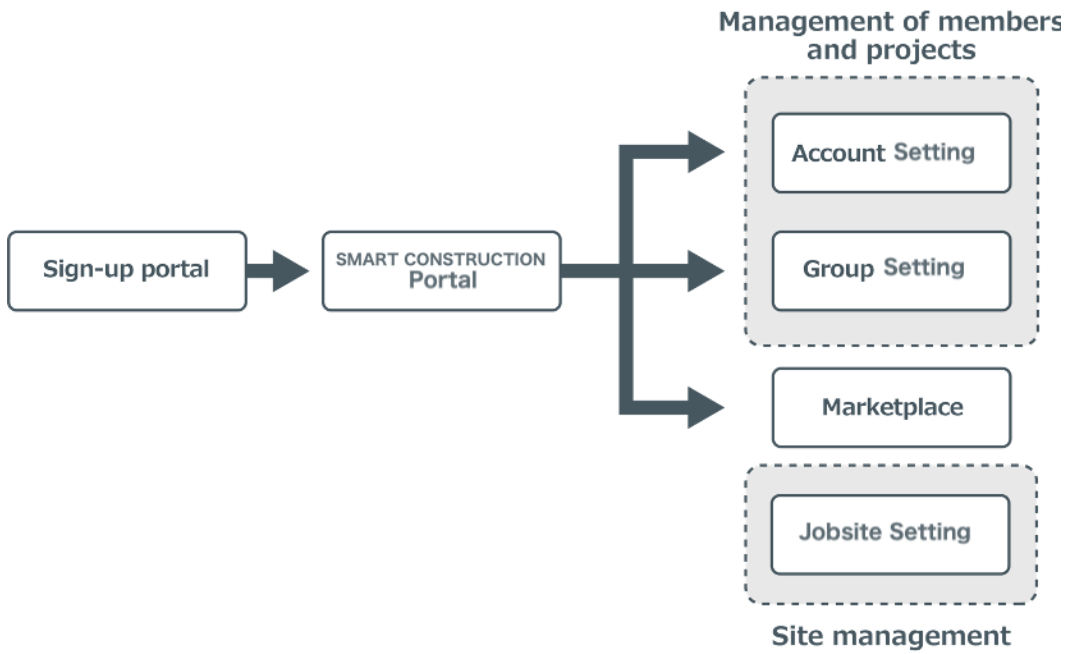 Management of members
and projects
Account Setting
Sign-up portal
SMART CONSTRUCTION
Portal
Group Setting
Marketplace
Jobsite Setting
Site management